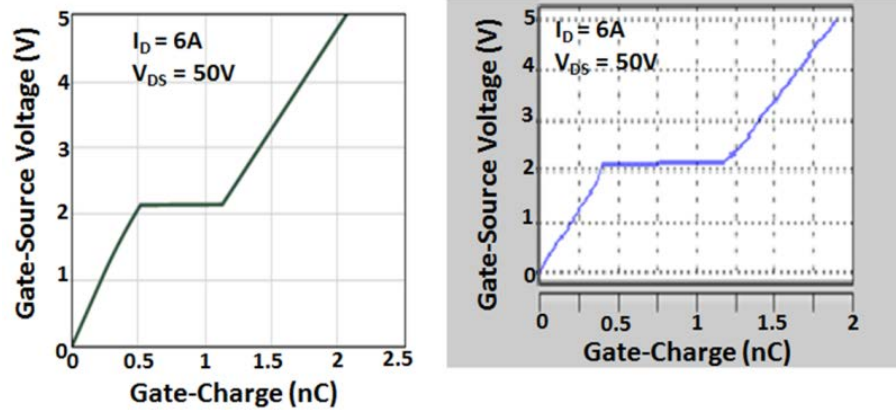 Gate-Source Voltage (V)
5
4
3
2
1
0
I_D = 6A
V_DS = 50V
0 0.5 1 1.5 2 2.5
Gate-Charge (nC)
Gate-Source Voltage (V)
5
4
3
2
1
0
I_D = 6A
V_DS = 50V
0 0.5 1 1.5 2
Gate-Charge (nC)